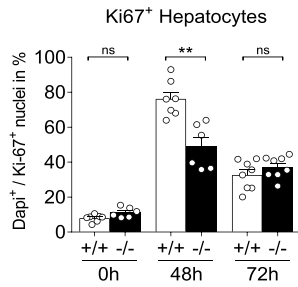 Ki67⁺ Hepatocytes
ns ** ns
Dapi⁺ / Ki-67⁺ nuclei in %
100
80
60
40
20
0
+/+ -/- +/+ -/- +/+ -/-
0h 48h 72h